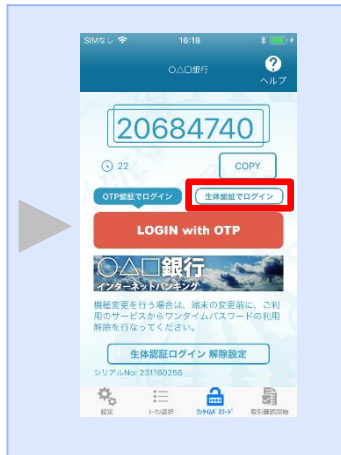 SIMなし 16:18
○△□銀行
?
ヘルプ
20684740
22 COPY
OTP認証でログイン 生体認証でログイン
LOGIN with OTP
○△□銀行
インターネットバンキング
機種変更を行う場合は、端末の変更前に、ご利
用のサービスからワンタイムパスワードの利用
解除を行なってください。
生体認証ログイン 解除設定
シリアルNo: 231160256
設定 トークン選択 ワンタイムパスワード 取引確認開始